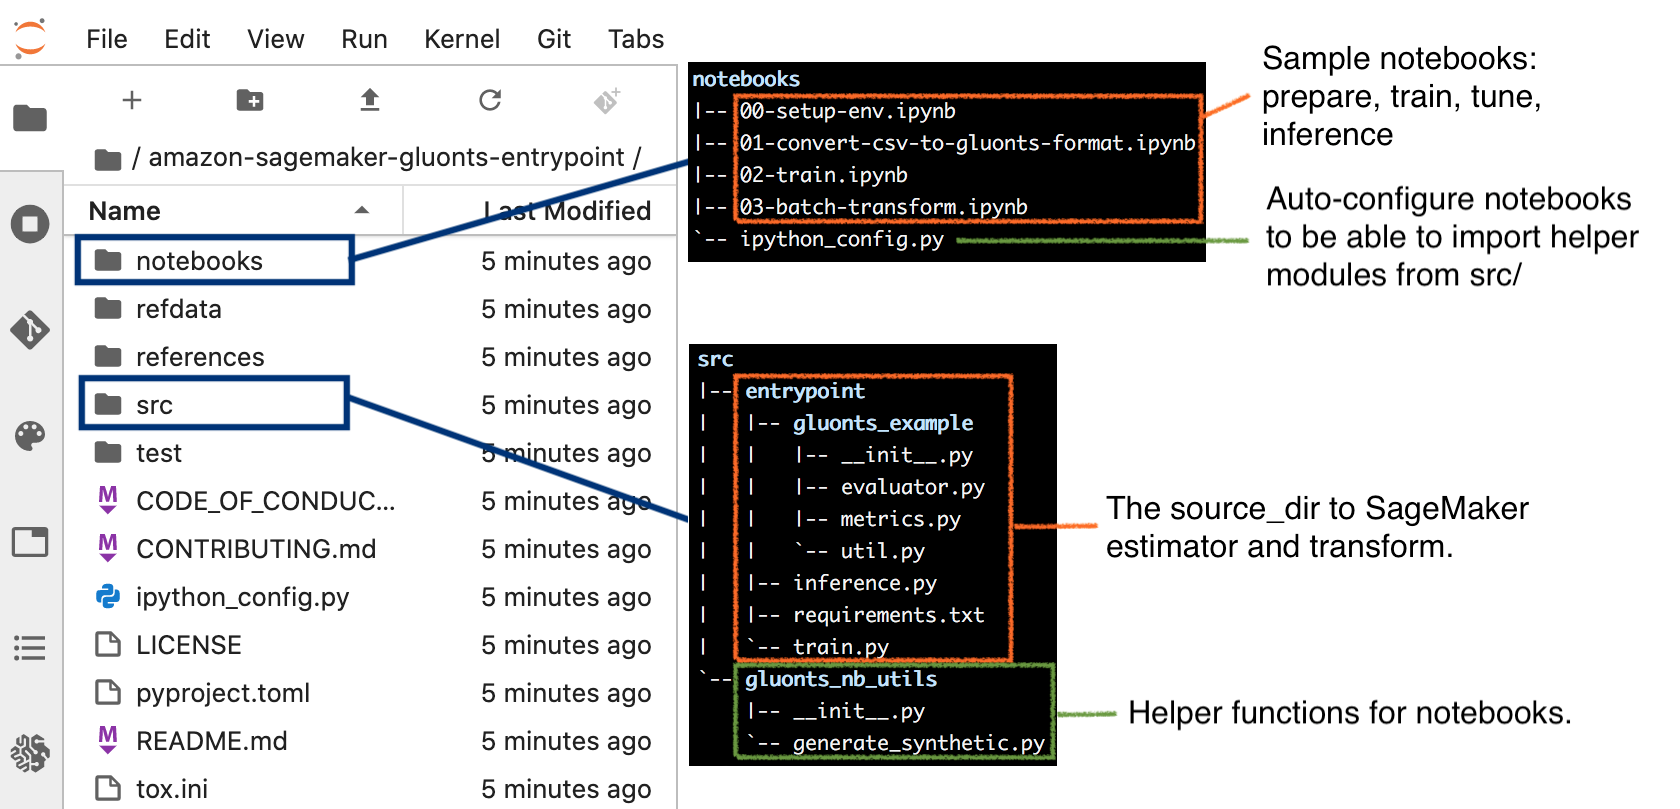 File Edit View Run Kernel Git Tabs
/ amazon-sagemaker-gluonts-entrypoint /
Name Last Modified
notebooks 5 minutes ago
refdata 5 minutes ago
references 5 minutes ago
src 5 minutes ago
test 5 minutes ago
CODE_OF_CONDUC... 5 minutes ago
CONTRIBUTING.md 5 minutes ago
ipython_config.py 5 minutes ago
LICENSE 5 minutes ago
pyproject.toml 5 minutes ago
README.md 5 minutes ago
tox.ini 5 minutes ago
notebooks
|-- 00-setup-env.ipynb
|-- 01-convert-csv-to-gluonts-format.ipynb
|-- 02-train.ipynb
|-- 03-batch-transform.ipynb
`-- ipython_config.py
Sample notebooks:
prepare, train, tune,
inference
Auto-configure notebooks
to be able to import helper
modules from src/
src
|-- entrypoint
|   |-- gluonts_example
|   |   |-- __init__.py
|   |   |-- evaluator.py
|   |   |-- metrics.py
|   |   `-- util.py
|   |-- inference.py
|   |-- requirements.txt
|   `-- train.py
`-- gluonts_nb_utils
    |-- __init__.py
    `-- generate_synthetic.py
The source_dir to SageMaker
estimator and transform.
Helper functions for notebooks.